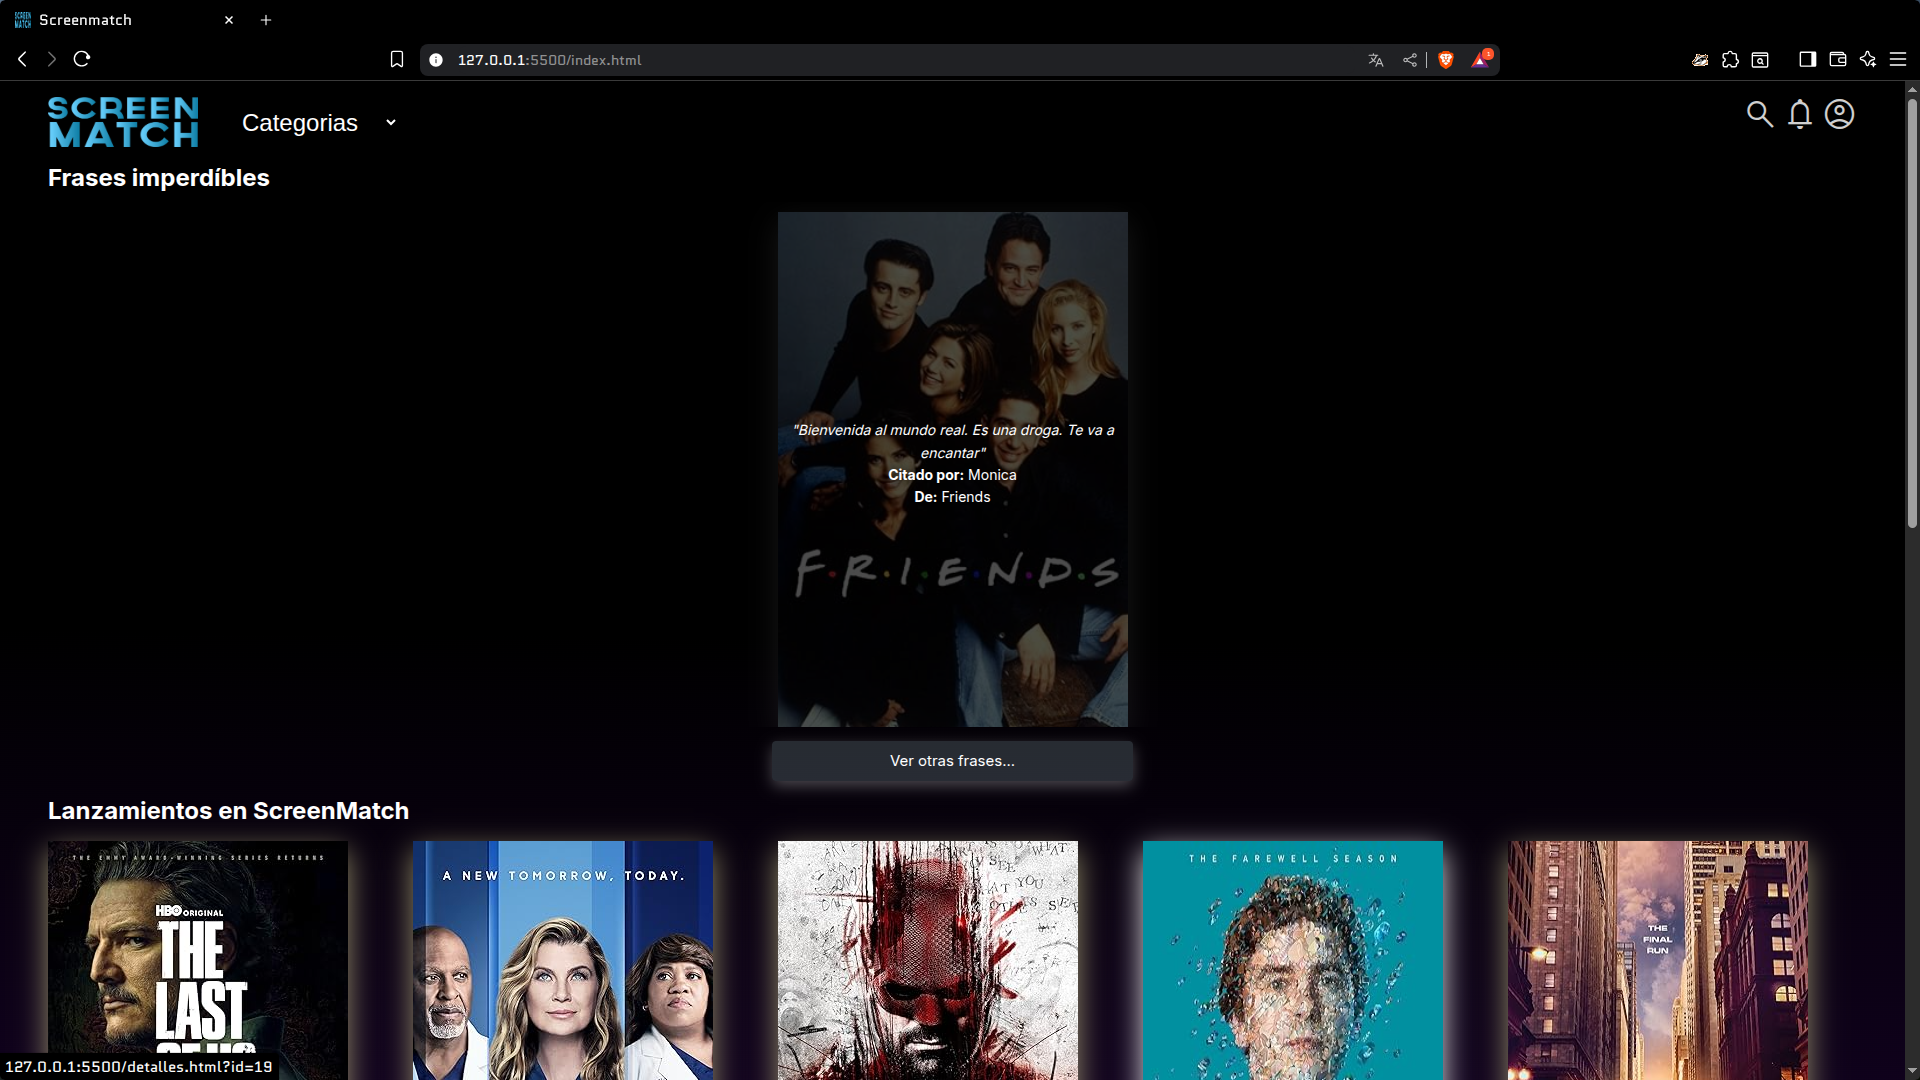 Screenmatch
127.0.0.1:5500/index.html
1
SCREEN
MATCH
Categorias
Frases imperdíbles
"Bienvenida al mundo real. Es una droga. Te va a
encantar"
Citado por: Monica
De: Friends
F·R·I·E·N·D·S
Ver otras frases...
Lanzamientos en ScreenMatch
THE EMMY AWARD-WINNING SERIES RETURNS
HBO ORIGINAL
THE
LAST
OF US
A NEW TOMORROW, TODAY.
THE FAREWELL SEASON
THE
FINAL
RUN
127.0.0.1:5500/detalles.html?id=19